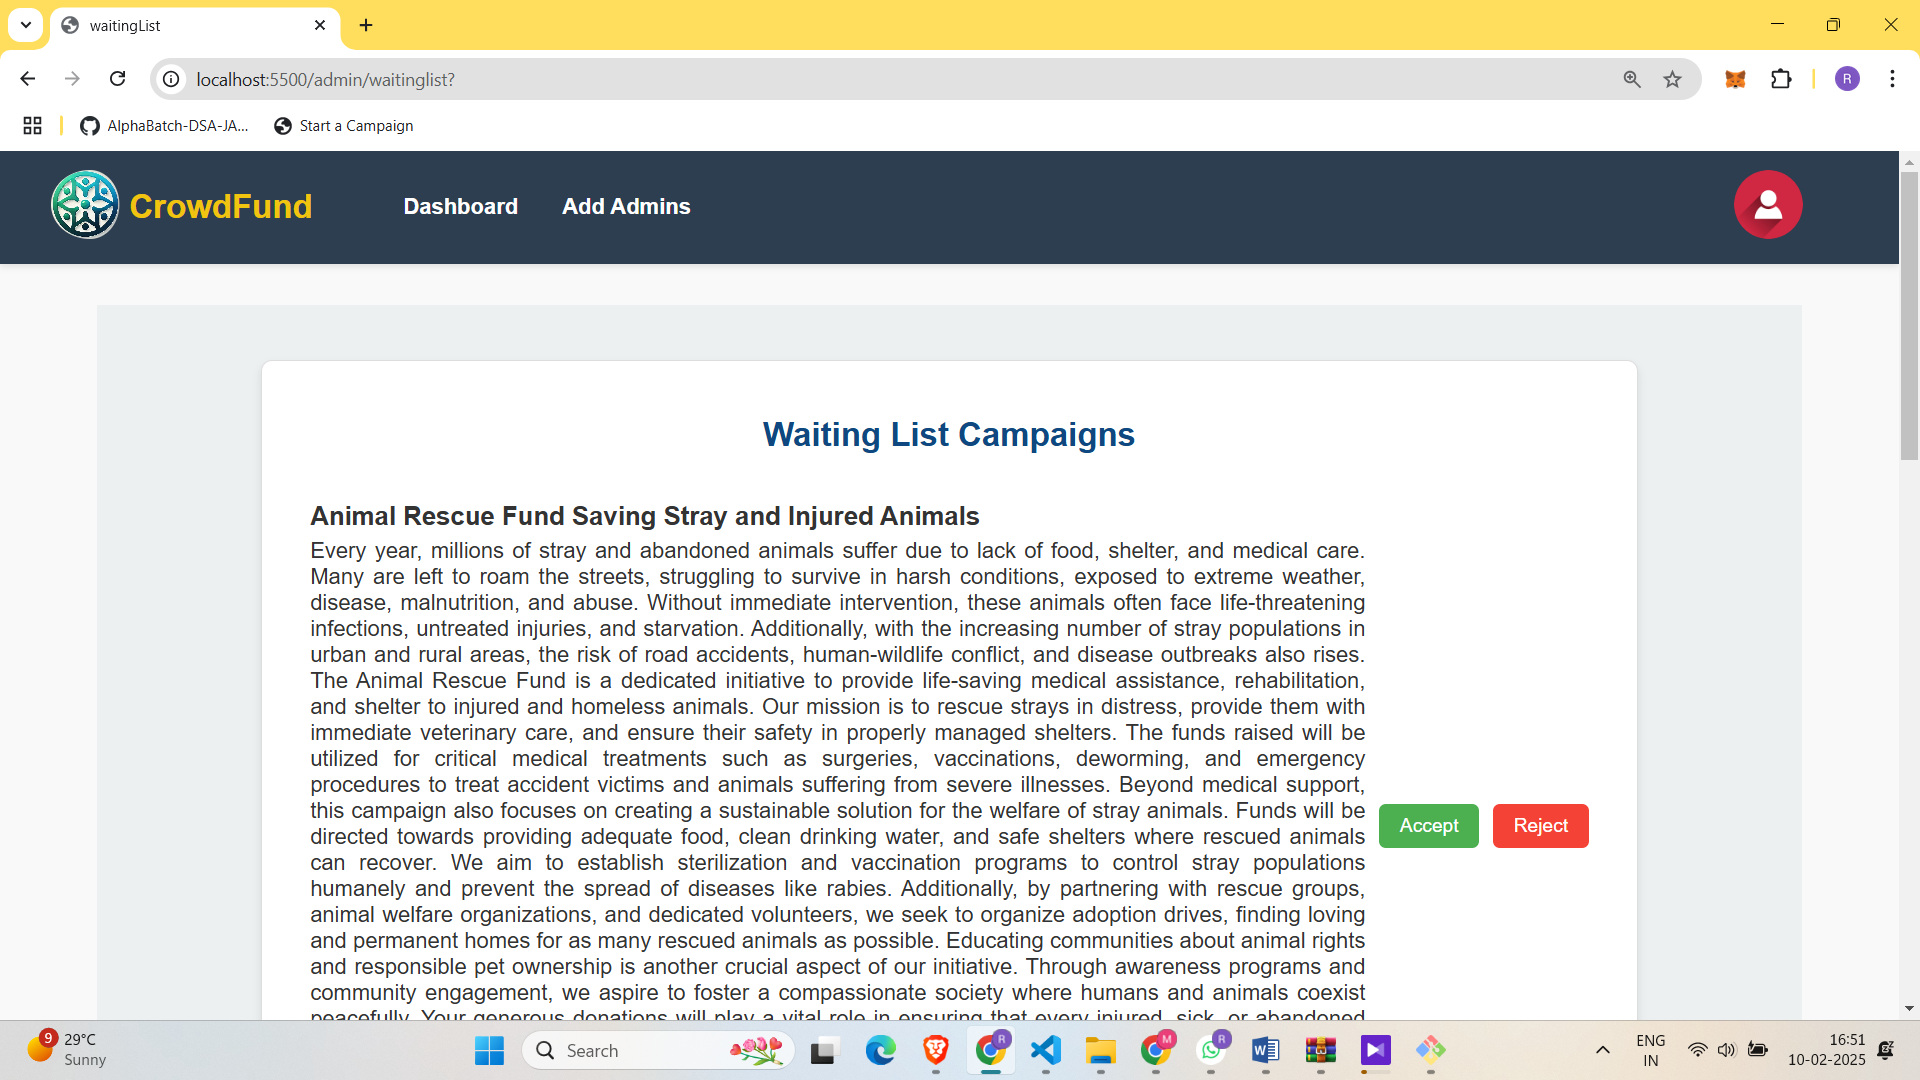 waitingList
localhost:5500/admin/waitinglist?
R
AlphaBatch-DSA-JA...
Start a Campaign
CrowdFund
Dashboard
Add Admins
Waiting List Campaigns
Animal Rescue Fund Saving Stray and Injured Animals
Every year, millions of stray and abandoned animals suffer due to lack of food, shelter, and medical care.
Many are left to roam the streets, struggling to survive in harsh conditions, exposed to extreme weather,
disease, malnutrition, and abuse. Without immediate intervention, these animals often face life-threatening
infections, untreated injuries, and starvation. Additionally, with the increasing number of stray populations in
urban and rural areas, the risk of road accidents, human-wildlife conflict, and disease outbreaks also rises.
The Animal Rescue Fund is a dedicated initiative to provide life-saving medical assistance, rehabilitation,
and shelter to injured and homeless animals. Our mission is to rescue strays in distress, provide them with
immediate veterinary care, and ensure their safety in properly managed shelters. The funds raised will be
utilized for critical medical treatments such as surgeries, vaccinations, deworming, and emergency
procedures to treat accident victims and animals suffering from severe illnesses. Beyond medical support,
this campaign also focuses on creating a sustainable solution for the welfare of stray animals. Funds will be
directed towards providing adequate food, clean drinking water, and safe shelters where rescued animals
can recover. We aim to establish sterilization and vaccination programs to control stray populations
humanely and prevent the spread of diseases like rabies. Additionally, by partnering with rescue groups,
animal welfare organizations, and dedicated volunteers, we seek to organize adoption drives, finding loving
and permanent homes for as many rescued animals as possible. Educating communities about animal rights
and responsible pet ownership is another crucial aspect of our initiative. Through awareness programs and
community engagement, we aspire to foster a compassionate society where humans and animals coexist
peacefully. Your generous donations will play a vital role in ensuring that every injured, sick, or abandoned
Accept
Reject
9
29°C
Sunny
Search
R
M
R
ENG
IN
16:51
10-02-2025